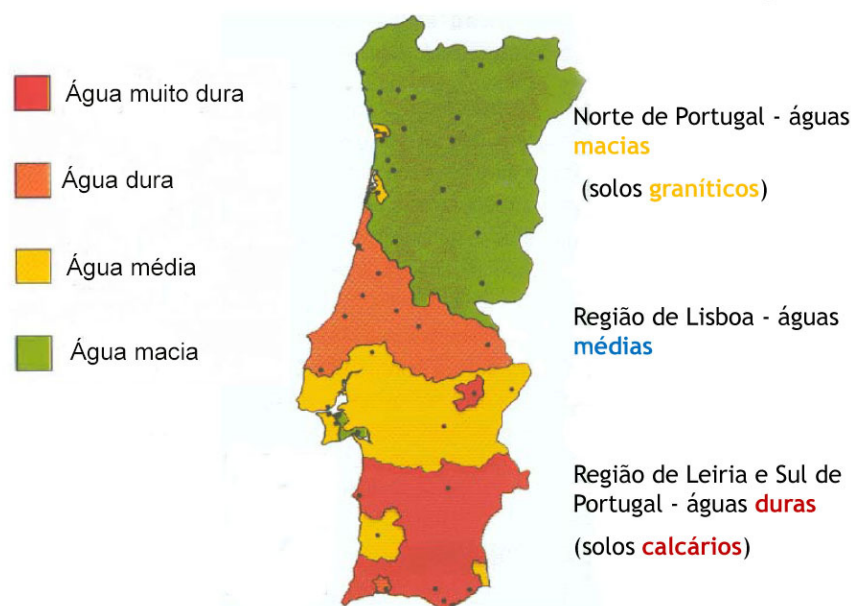 Água muito dura
Água dura
Água média
Água macia
Norte de Portugal - águas
macias
(solos graníticos)
Região de Lisboa - águas
médias
Região de Leiria e Sul de
Portugal - águas duras
(solos calcários)